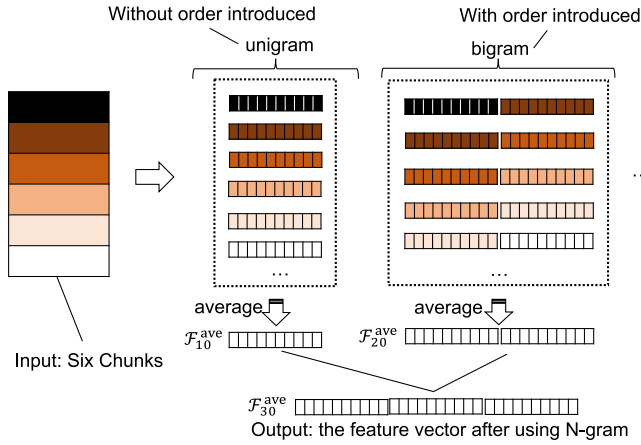 Without order introduced
With order introduced
unigram
bigram
...
...
...
average
average
ℱ₁₀ᵃᵛᵉ
ℱ₂₀ᵃᵛᵉ
Input: Six Chunks
ℱ₃₀ᵃᵛᵉ
Output: the feature vector after using N-gram